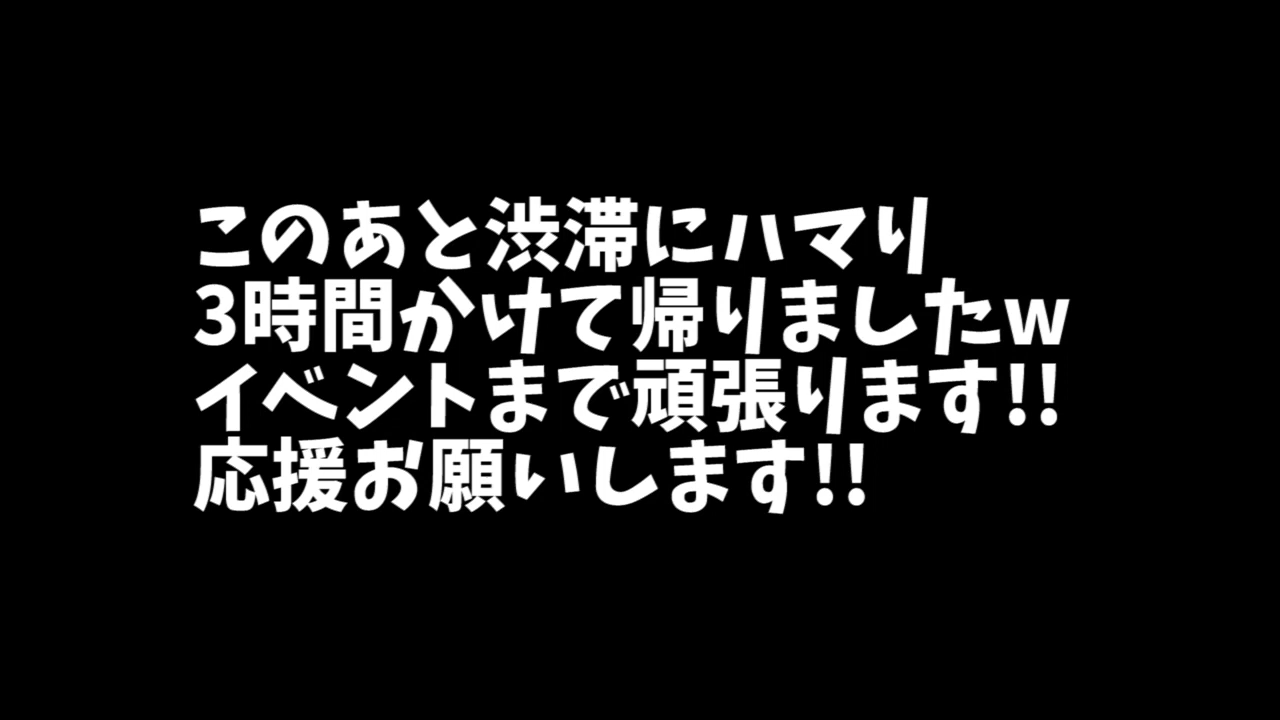 このあと渋滞にハマり
3時間かけて帰りましたw
イベントまで頑張ります!!
応援お願いします!!